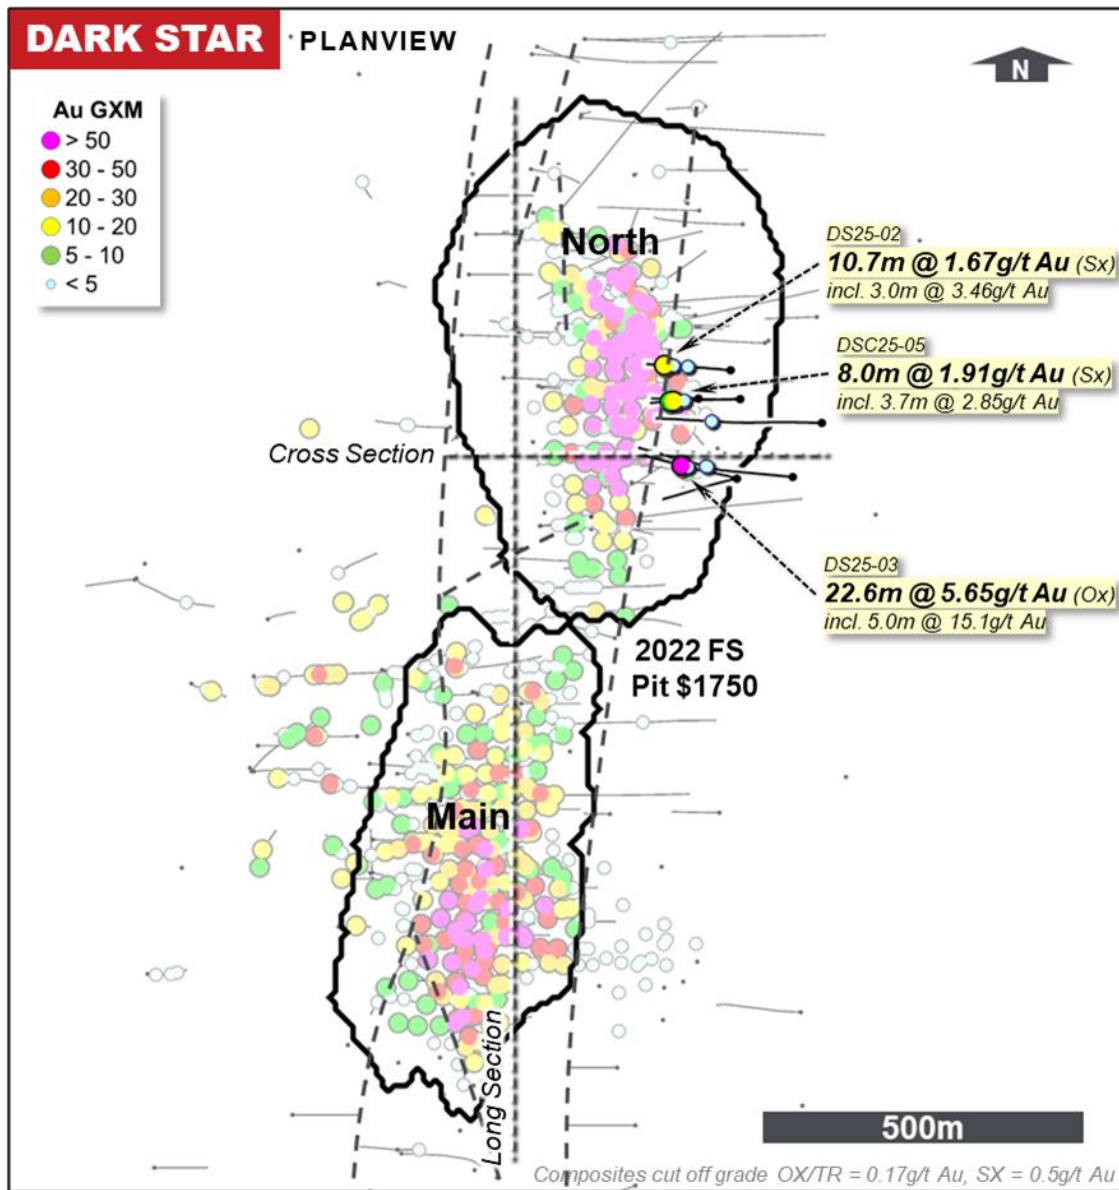 DARK STAR PLANVIEW
N
Au GXM
> 50
30 - 50
20 - 30
10 - 20
5 - 10
< 5
North
DS25-02
10.7m @ 1.67g/t Au (Sx)
incl. 3.0m @ 3.46g/t Au
DSC25-05
8.0m @ 1.91g/t Au (Sx)
incl. 3.7m @ 2.85g/t Au
Cross Section
DS25-03
22.6m @ 5.65g/t Au (Ox)
incl. 5.0m @ 15.1g/t Au
2022 FS
Pit $1750
Main
Long Section
500m
Composites cut off grade OX/TR = 0.17g/t Au, SX = 0.5g/t Au